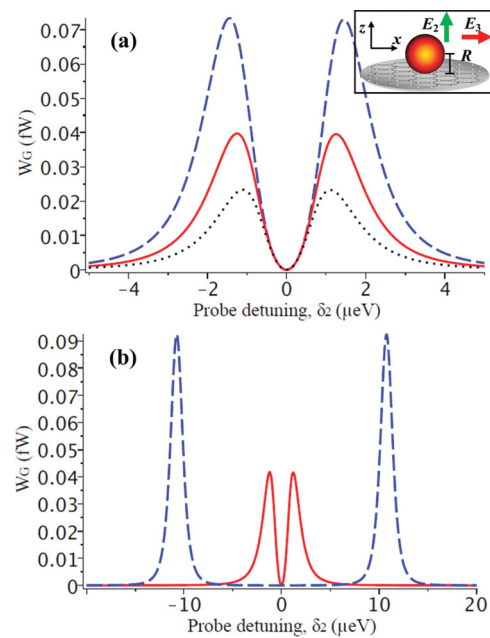 (a)
E2
E3
z
x
R
0.07
0.06
0.05
0.04
0.03
0.02
0.01
0
WG (fW)
-4 -2 0 2 4
Probe detuning, δ2 (μeV)
(b)
0.09
0.08
0.07
0.06
0.05
0.04
0.03
0.02
0.01
0
WG (fW)
-10 0 10 20
Probe detuning, δ2 (μeV)